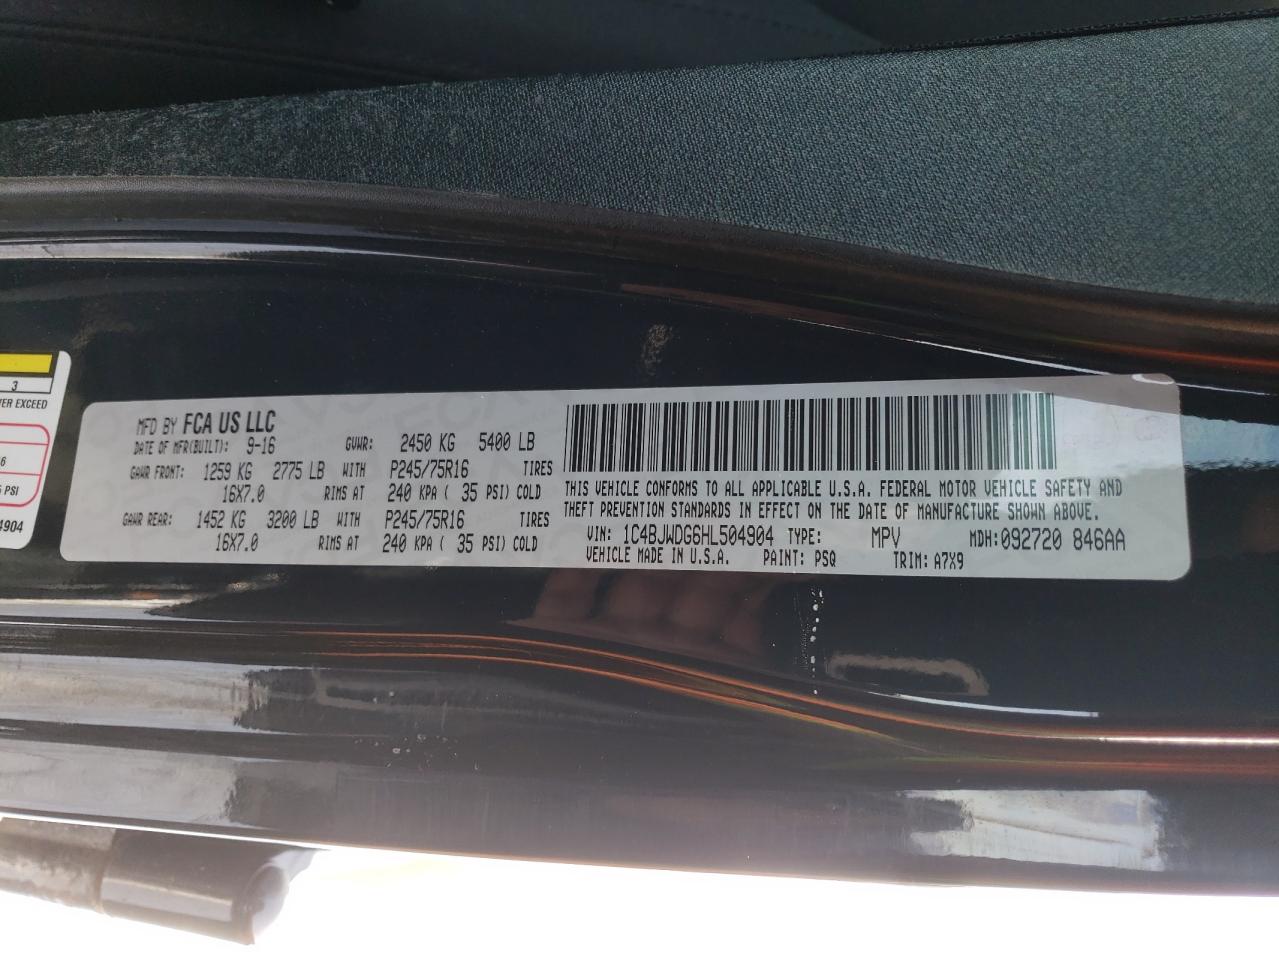 3
VER EXCEED
6
PSI
4904
MFD BY FCA US LLC
DATE OF MFR(BUILT): 9-16 GVWR: 2450 KG 5400 LB
GAWR FRONT: 1259 KG 2775 LB WITH P245/75R16 TIRES
16X7.0 RIMS AT 240 KPA ( 35 PSI) COLD
GAWR REAR: 1452 KG 3200 LB WITH P245/75R16 TIRES
16X7.0 RIMS AT 240 KPA ( 35 PSI) COLD
THIS VEHICLE CONFORMS TO ALL APPLICABLE U.S.A. FEDERAL MOTOR VEHICLE SAFETY AND
THEFT PREVENTION STANDARDS IN EFFECT ON THE DATE OF MANUFACTURE SHOWN ABOVE.
VIN: 1C4BJWDG6HL504904 TYPE: MPV MDH:092720 846AA
VEHICLE MADE IN U.S.A. PAINT: PSQ TRIM: A7X9